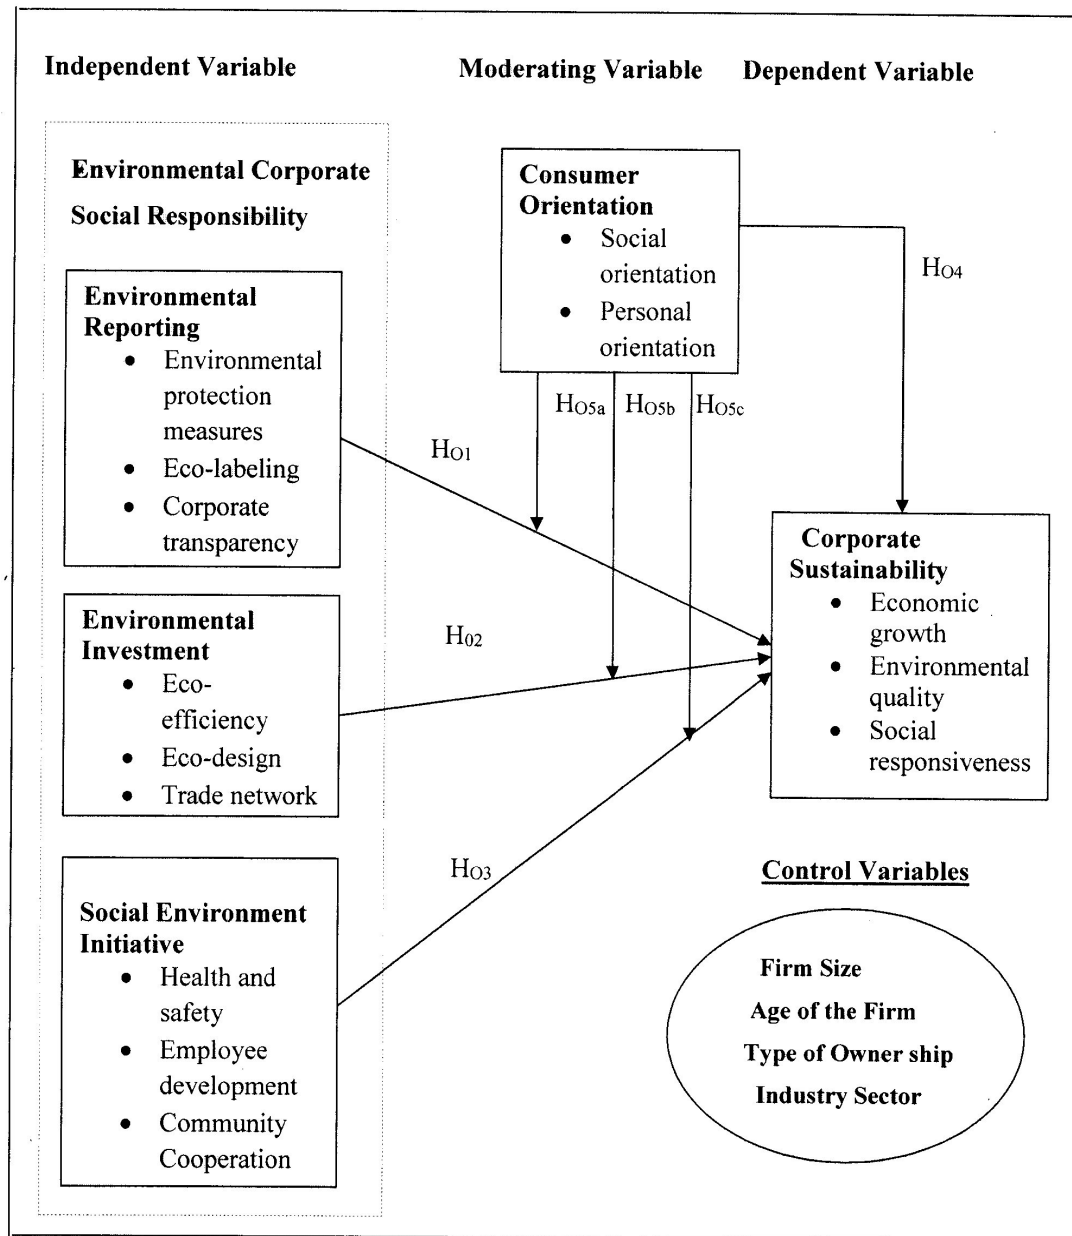 Independent Variable
Moderating Variable
Dependent Variable
Environmental Corporate
Social Responsibility
Environmental
Reporting
• Environmental
protection
measures
• Eco-labeling
• Corporate
transparency
Environmental
Investment
• Eco-
efficiency
• Eco-design
• Trade network
Social Environment
Initiative
• Health and
safety
• Employee
development
• Community
Cooperation
Consumer
Orientation
• Social
orientation
• Personal
orientation
HO4
HO5a
HO5b
HO5c
HO1
H02
HO3
Corporate
Sustainability
• Economic
growth
• Environmental
quality
• Social
responsiveness
Control Variables
Firm Size
Age of the Firm
Type of Owner ship
Industry Sector